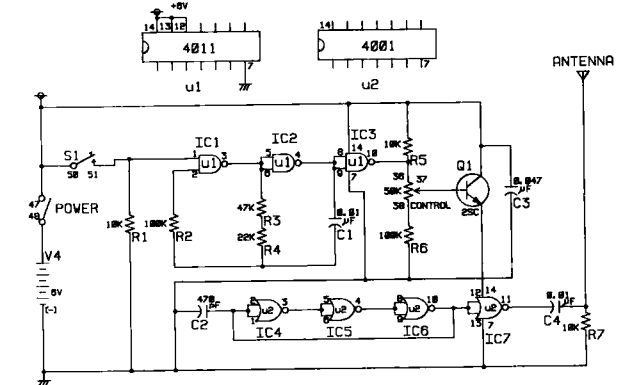 +6V
14 13 12
4011
7
u1
4001
7
u2
ANTENNA
S1
50 51
IC1
1
2
u1
3
IC2
5
6
u1
4
IC3
8
9
14
u1
10
7
10K
R5
36
37
50K
38
CONTROL
100K
R6
Q1
2SC
0.047
µF
C3
47
48
POWER
V4
6V
(-)
10K
R1
100K
R2
47K
R3
22K
R4
0.01
µF
C1
470
PF
C2
2
1
u2
3
IC4
5
6
u2
4
IC5
8
9
u2
10
IC6
12
14
13
u2
11
7
IC7
0.01
µF
C4
10K
R7